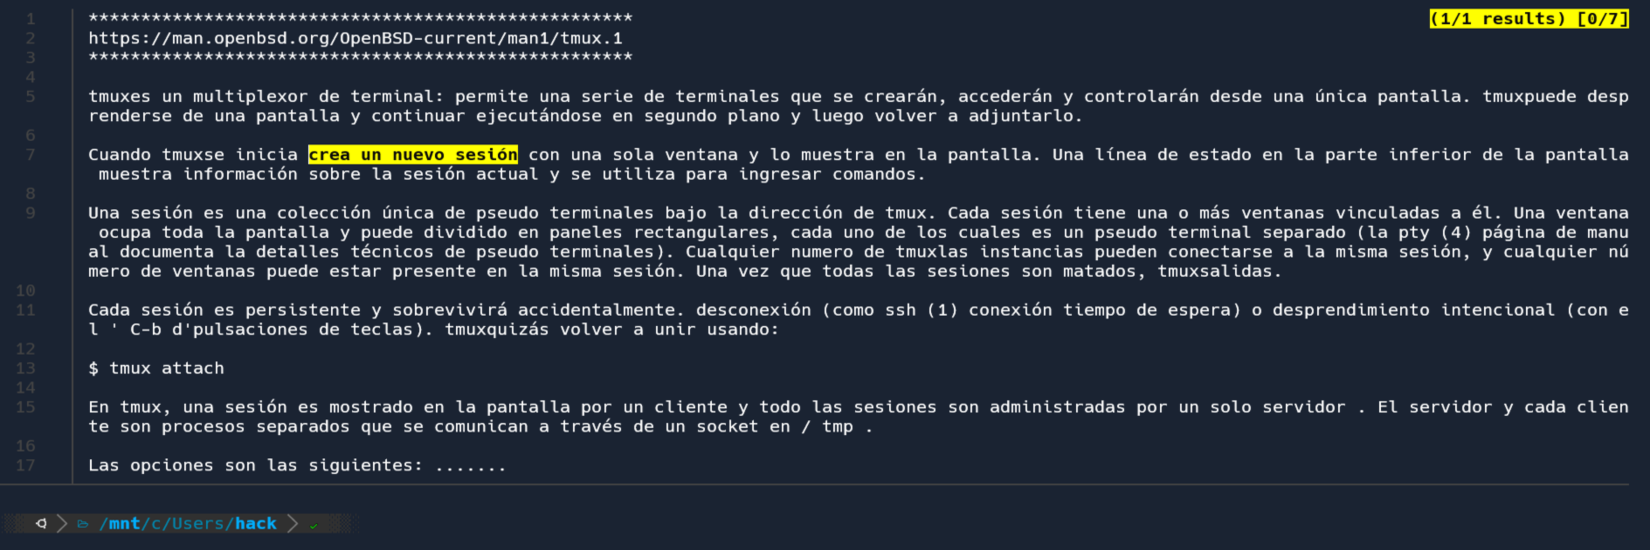 (1/1 results) [0/7]
1 ****************************************************
2 https://man.openbsd.org/OpenBSD-current/man1/tmux.1
3 ****************************************************
4
5 tmuxes un multiplexor de terminal: permite una serie de terminales que se crearán, accederán y controlarán desde una única pantalla. tmuxpuede desp
renderse de una pantalla y continuar ejecutándose en segundo plano y luego volver a adjuntarlo.
6
7 Cuando tmuxse inicia crea un nuevo sesión con una sola ventana y lo muestra en la pantalla. Una línea de estado en la parte inferior de la pantalla
muestra información sobre la sesión actual y se utiliza para ingresar comandos.
8
9 Una sesión es una colección única de pseudo terminales bajo la dirección de tmux. Cada sesión tiene una o más ventanas vinculadas a él. Una ventana
ocupa toda la pantalla y puede dividido en paneles rectangulares, cada uno de los cuales es un pseudo terminal separado (la pty (4) página de manu
al documenta la detalles técnicos de pseudo terminales). Cualquier numero de tmuxlas instancias pueden conectarse a la misma sesión, y cualquier nú
mero de ventanas puede estar presente en la misma sesión. Una vez que todas las sesiones son matados, tmuxsalidas.
10
11 Cada sesión es persistente y sobrevivirá accidentalmente. desconexión (como ssh (1) conexión tiempo de espera) o desprendimiento intencional (con e
l ' C-b d'pulsaciones de teclas). tmuxquizás volver a unir usando:
12
13 $ tmux attach
14
15 En tmux, una sesión es mostrado en la pantalla por un cliente y todo las sesiones son administradas por un solo servidor . El servidor y cada clien
te son procesos separados que se comunican a través de un socket en / tmp .
16
17 Las opciones son las siguientes: .......
/mnt/c/Users/hack